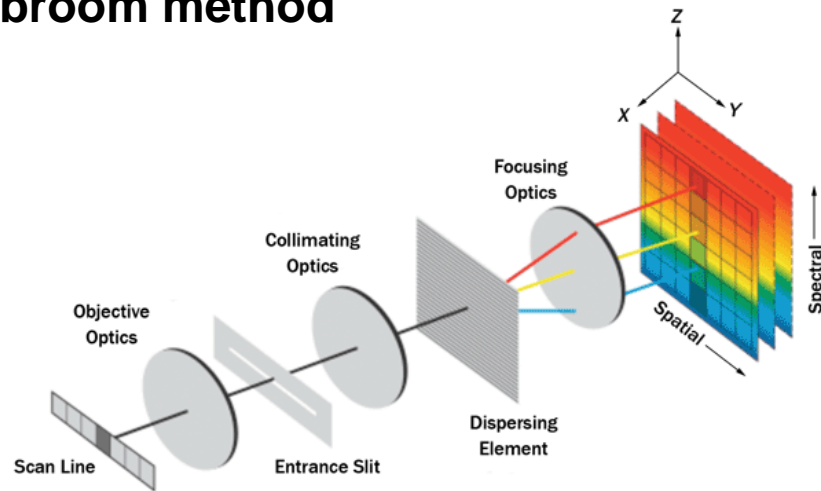 broom method
Z
X
Y
Focusing
Optics
Collimating
Optics
Objective
Optics
Spectral
Spatial
Dispersing
Element
Scan Line
Entrance Slit